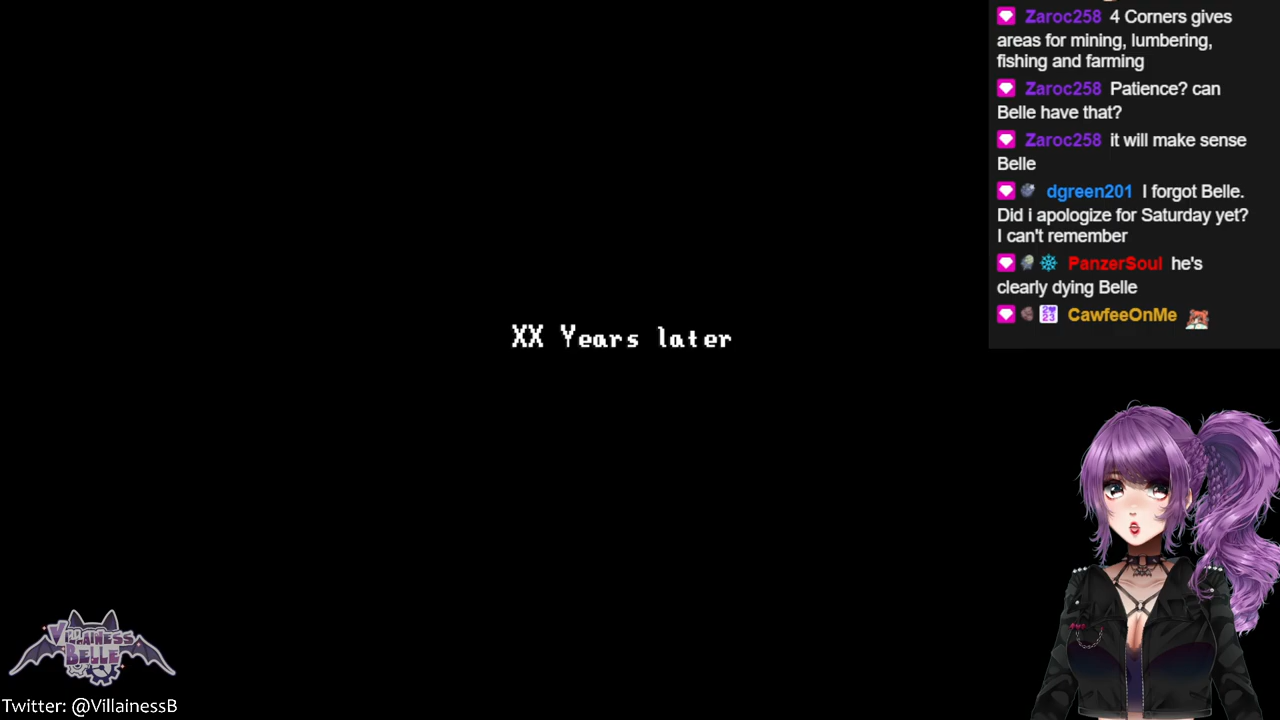 Zaroc258 4 Corners gives
areas for mining, lumbering,
fishing and farming
Zaroc258 Patience? can
Belle have that?
Zaroc258 it will make sense
Belle
dgreen201 I forgot Belle.
Did i apologize for Saturday yet?
I can't remember
PanzerSoul he's
clearly dying Belle
CawfeeOnMe
XX Years later
VILLAINESS
BELLE
Twitter: @VillainessB